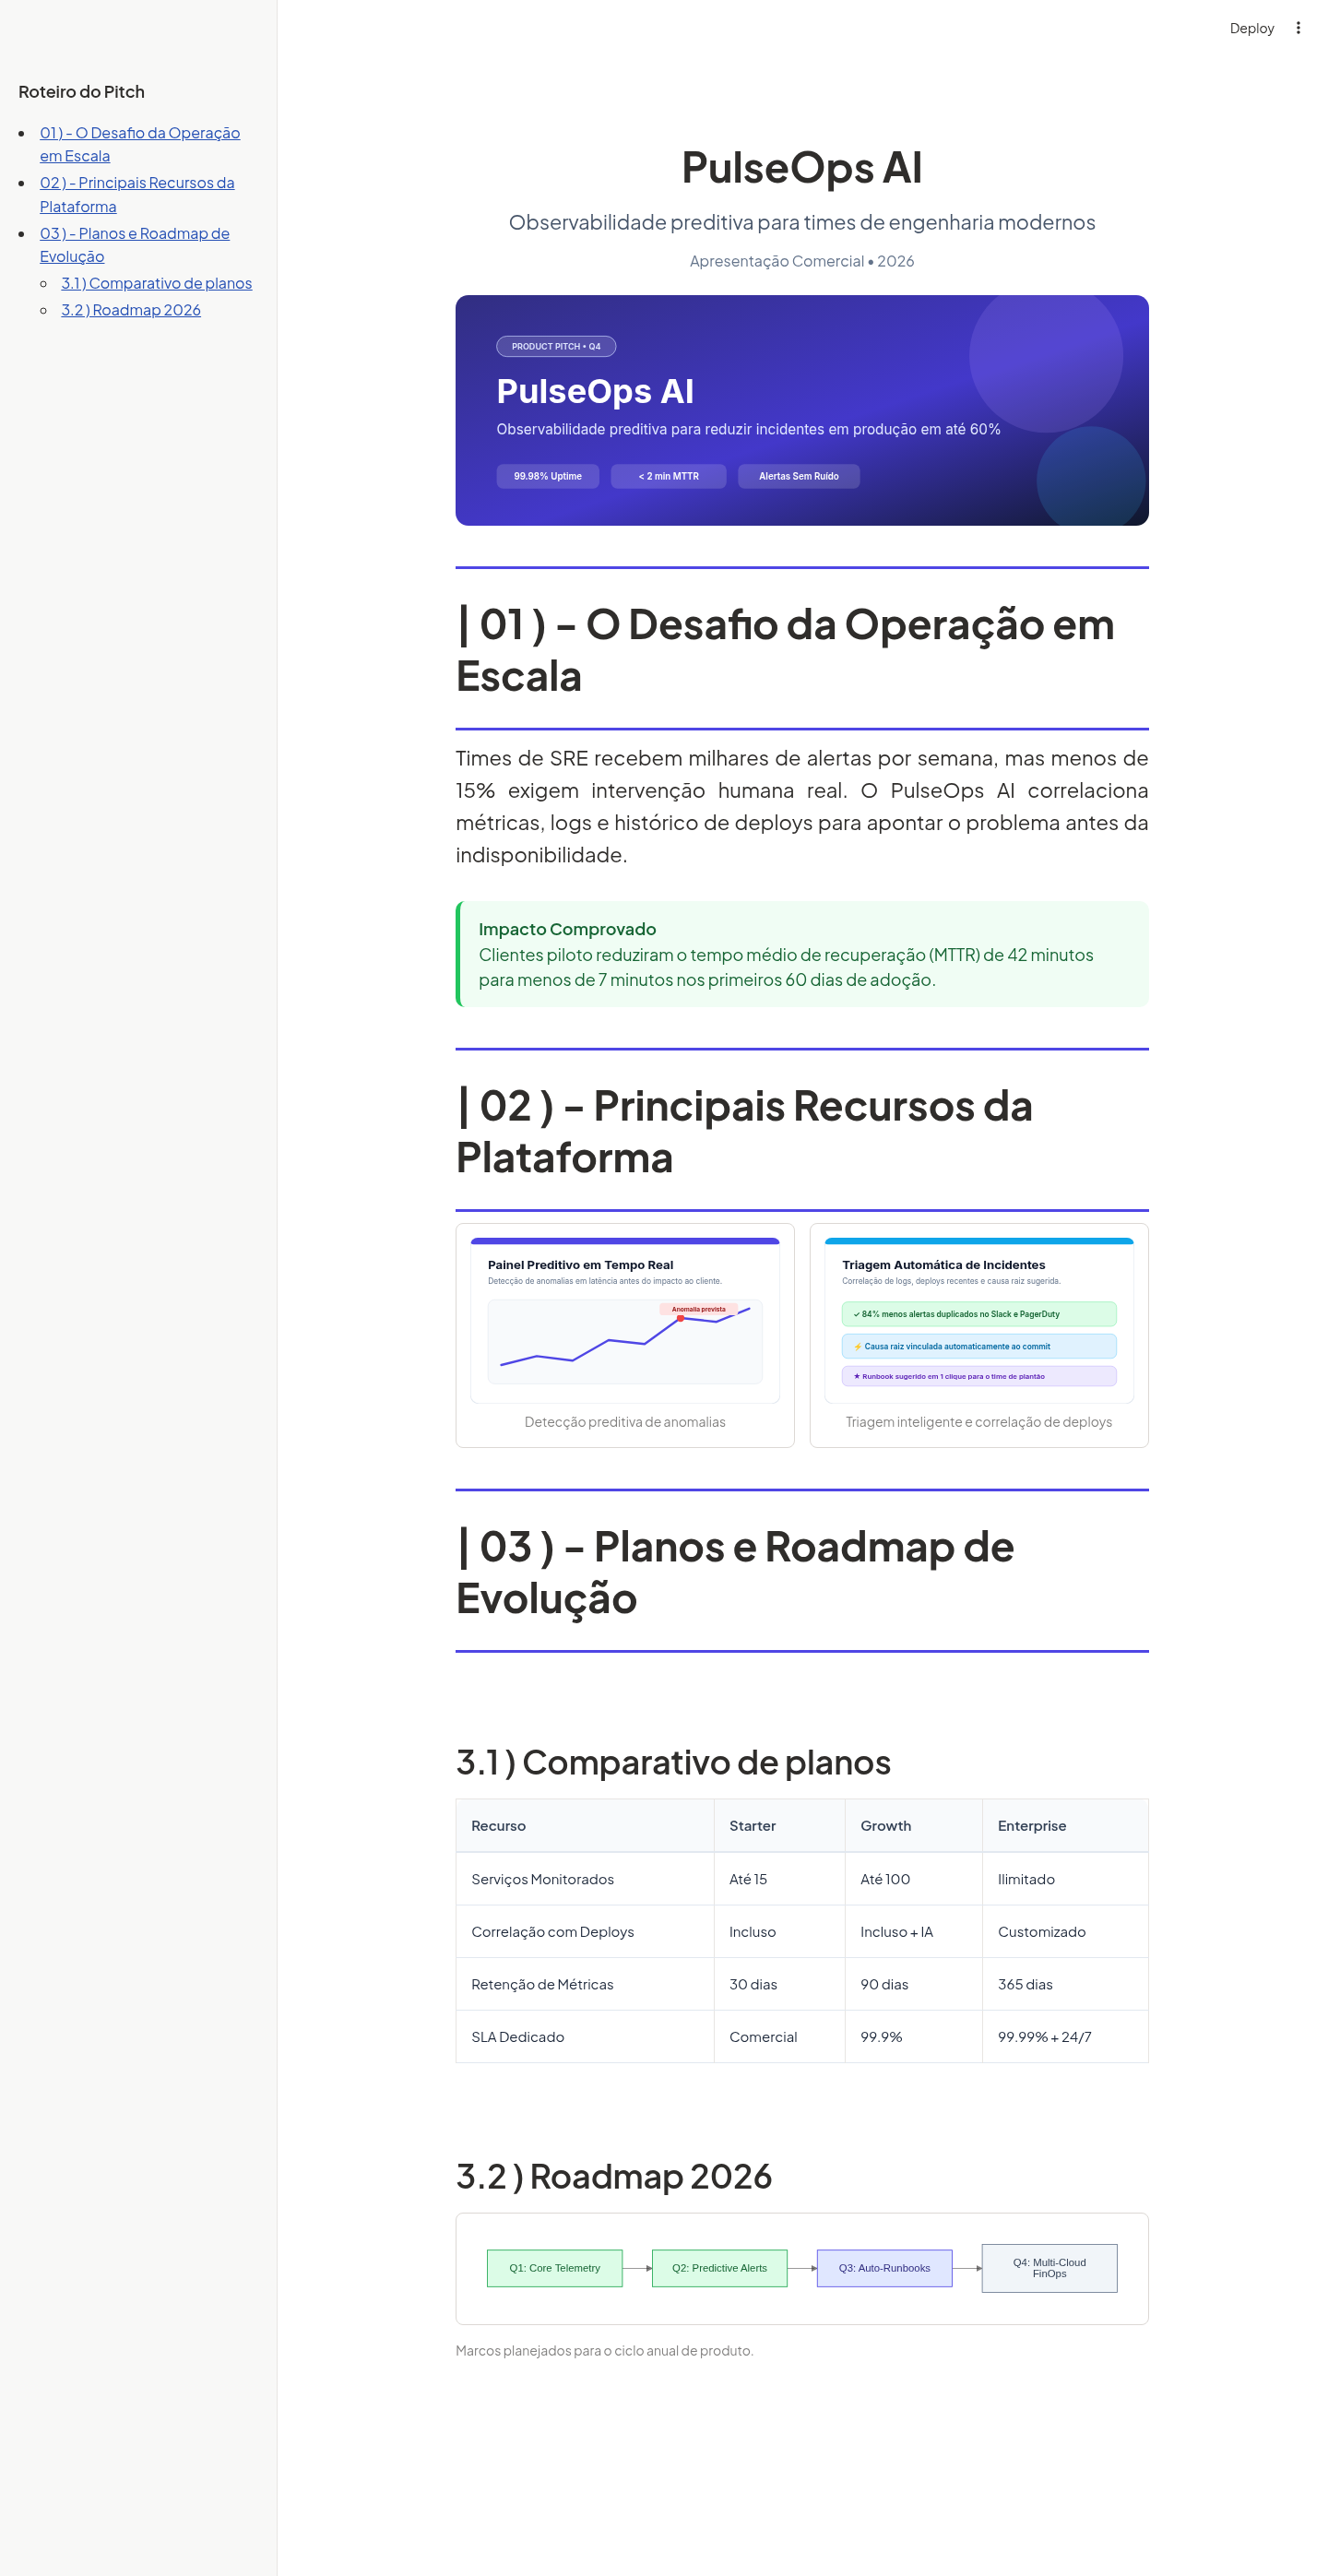 Deploy
Roteiro do Pitch
01 ) - O Desafio da Operação
em Escala
02 ) - Principais Recursos da
Plataforma
03 ) - Planos e Roadmap de
Evolução
3.1 ) Comparativo de planos
3.2 ) Roadmap 2026
PulseOps AI
Observabilidade preditiva para times de engenharia modernos
Apresentação Comercial • 2026
PRODUCT PITCH • Q4
PulseOps AI
Observabilidade preditiva para reduzir incidentes em produção em até 60%
99.98% Uptime
< 2 min MTTR
Alertas Sem Ruído
| 01 ) - O Desafio da Operação em
Escala
Times de SRE recebem milhares de alertas por semana, mas menos de
15% exigem intervenção humana real. O PulseOps AI correlaciona
métricas, logs e histórico de deploys para apontar o problema antes da
indisponibilidade.
Impacto Comprovado
Clientes piloto reduziram o tempo médio de recuperação (MTTR) de 42 minutos
para menos de 7 minutos nos primeiros 60 dias de adoção.
| 02 ) - Principais Recursos da
Plataforma
Painel Preditivo em Tempo Real
Detecção de anomalias em latência antes do impacto ao cliente.
Anomalia prevista
Detecção preditiva de anomalias
Triagem Automática de Incidentes
Correlação de logs, deploys recentes e causa raiz sugerida.
✓ 84% menos alertas duplicados no Slack e PagerDuty
⚡ Causa raiz vinculada automaticamente ao commit
★ Runbook sugerido em 1 clique para o time de plantão
Triagem inteligente e correlação de deploys
| 03 ) - Planos e Roadmap de
Evolução
3.1 ) Comparativo de planos
Recurso Starter Growth Enterprise
Serviços Monitorados Até 15 Até 100 Ilimitado
Correlação com Deploys Incluso Incluso + IA Customizado
Retenção de Métricas 30 dias 90 dias 365 dias
SLA Dedicado Comercial 99.9% 99.99% + 24/7
3.2 ) Roadmap 2026
Q1: Core Telemetry
Q2: Predictive Alerts
Q3: Auto-Runbooks
Q4: Multi-Cloud
FinOps
Marcos planejados para o ciclo anual de produto.